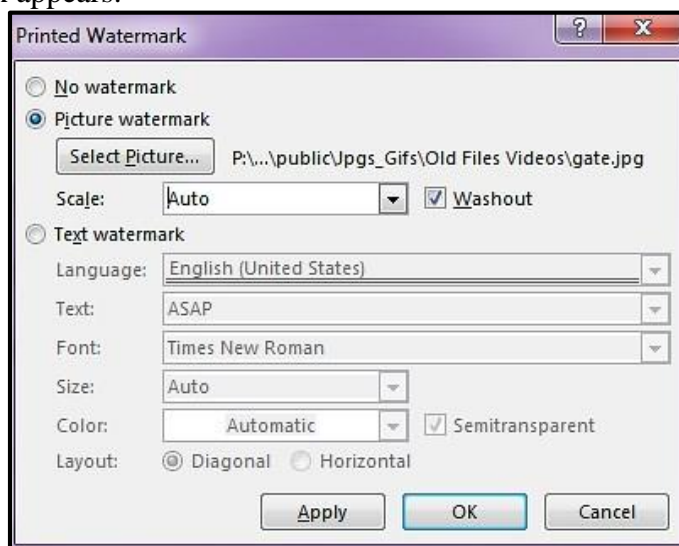 appears.
Printed Watermark
No watermark
Picture watermark
Select Picture... P:\...\public\Jpgs_Gifs\Old Files Videos\gate.jpg
Scale: Auto Washout
Text watermark
Language: English (United States)
Text: ASAP
Font: Times New Roman
Size: Auto
Color: Automatic Semitransparent
Layout: Diagonal Horizontal
Apply OK Cancel